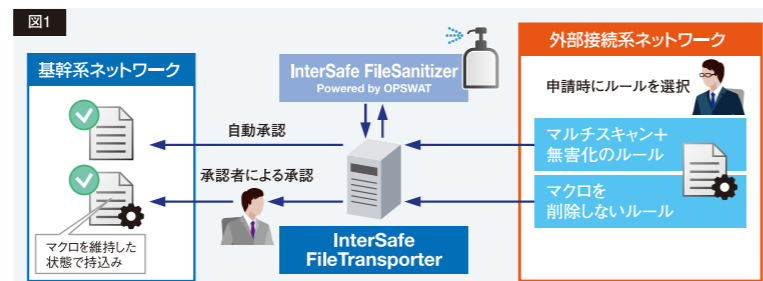 図1
基幹系ネットワーク
マクロを維持した
状態で持込み
自動承認
承認者による承認
InterSafe FileSanitizer
Powered by OPSWAT
InterSafe
FileTransporter
外部接続系ネットワーク
申請時にルールを選択
マルチスキャン＋
無害化のルール
マクロを
削除しないルール